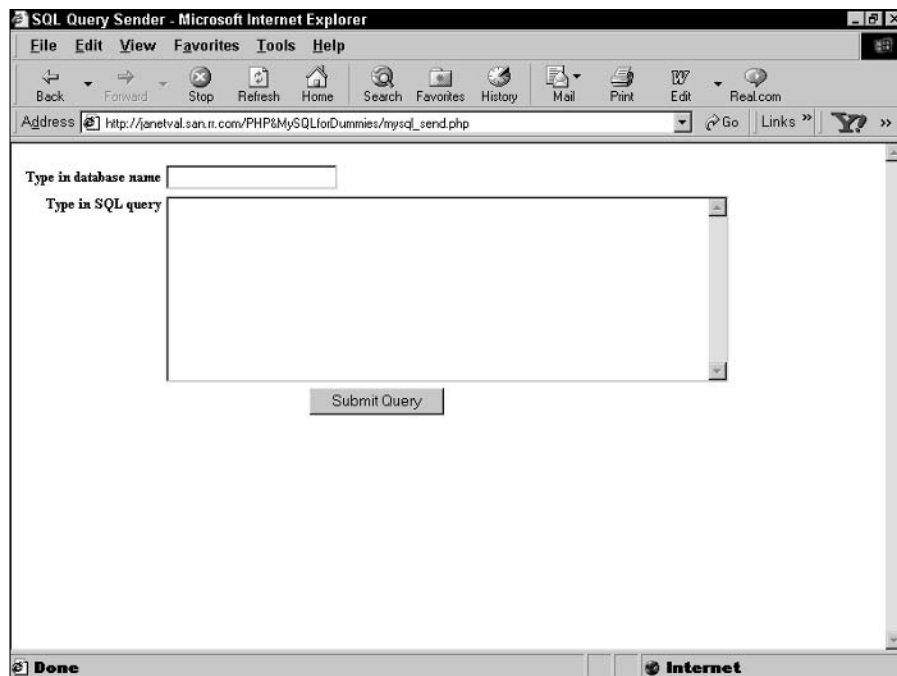 SQL Query Sender - Microsoft Internet Explorer
File Edit View Favorites Tools Help
Back Forward Stop Refresh Home Search Favorites History Mail Print Edit Real.com
Address http://janetval.san.rr.com/PHP&MySQLforDummies/mysql_send.php Go Links »  Y? »
Type in database name
Type in SQL query
Submit Query
Done Internet